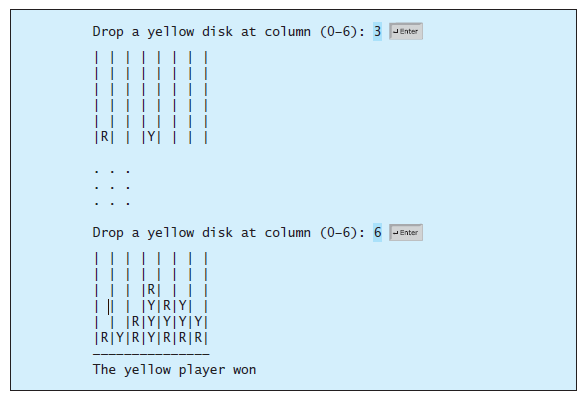 Drop a yellow disk at column (0–6): 3 ↵Enter
| | | | | | | |
| | | | | | | |
| | | | | | | |
| | | | | | | |
| | | | | | | |
|R| | |Y| | | |
. . .
. . .
. . .
Drop a yellow disk at column (0–6): 6 ↵Enter
| | | | | | | |
| | | | | | | |
| | | |R| | | |
| | | |Y|R|Y| |
| | |R|Y|Y|Y|Y|
|R|Y|R|Y|R|R|R|
———————————————
The yellow player won